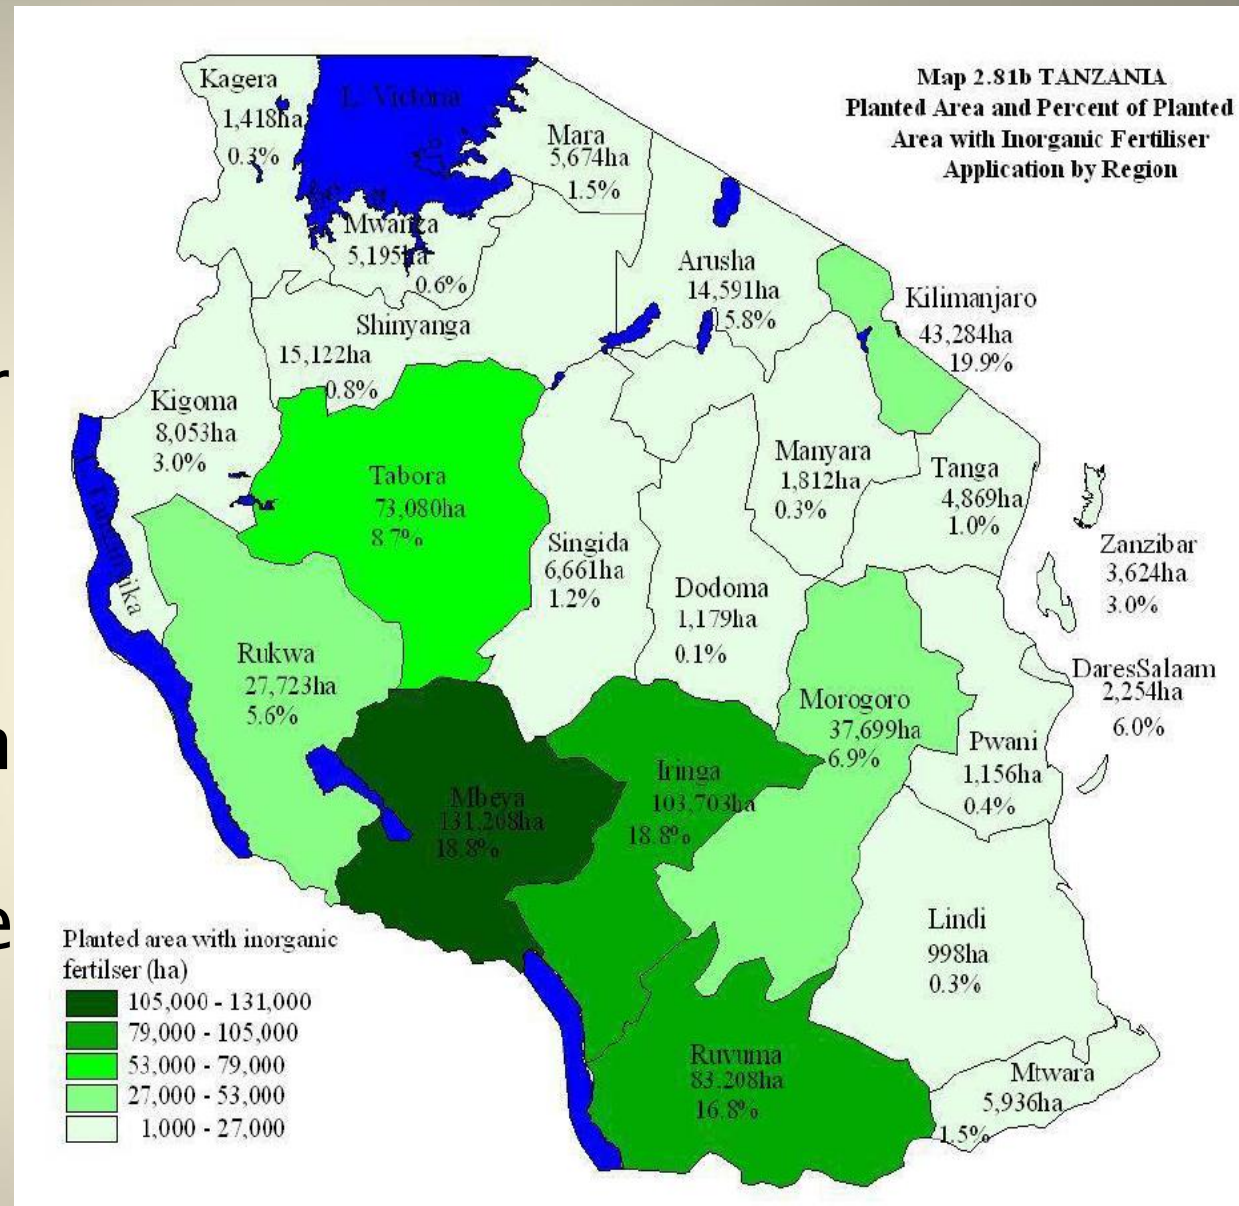 Map 2.81b TANZANIA
Planted Area and Percent of Planted
Area with Inorganic Fertiliser
Application by Region
Kagera
1,418ha
0.3%
L. Victoria
Mara
5,674ha
1.5%
Mwanza
5,195ha
0.6%
Arusha
14,591ha
5.8%
Kilimanjaro
43,284ha
19.9%
Shinyanga
15,122ha
0.8%
Kigoma
8,053ha
3.0%
Tabora
73,080ha
8.7%
Manyara
1,812ha
0.3%
Tanga
4,869ha
1.0%
Singida
6,661ha
1.2%
Dodoma
1,179ha
0.1%
Zanzibar
3,624ha
3.0%
Rukwa
27,723ha
5.6%
Morogoro
37,699ha
6.9%
DaresSalaam
2,254ha
6.0%
Pwani
1,156ha
0.4%
Mbeya
131,208ha
18.8%
Iringa
103,703ha
18.8%
Lindi
998ha
0.3%
Ruvuma
83.208ha
16.8%
Mtwara
5,936ha
1.5%
Planted area with inorganic
fertilser (ha)
105,000 - 131,000
79,000 - 105,000
53,000 - 79,000
27,000 - 53,000
1,000 - 27,000